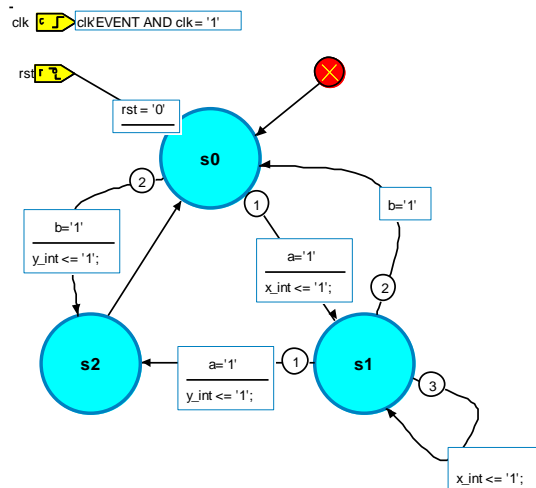 clk c clk'EVENT AND clk = '1'
rst r
rst = '0'
s0
2
1
b='1'
b='1'
y_int <= '1';
a='1'
x_int <= '1';
2
s2
a='1'
y_int <= '1';
1
s1
3
x_int <= '1';